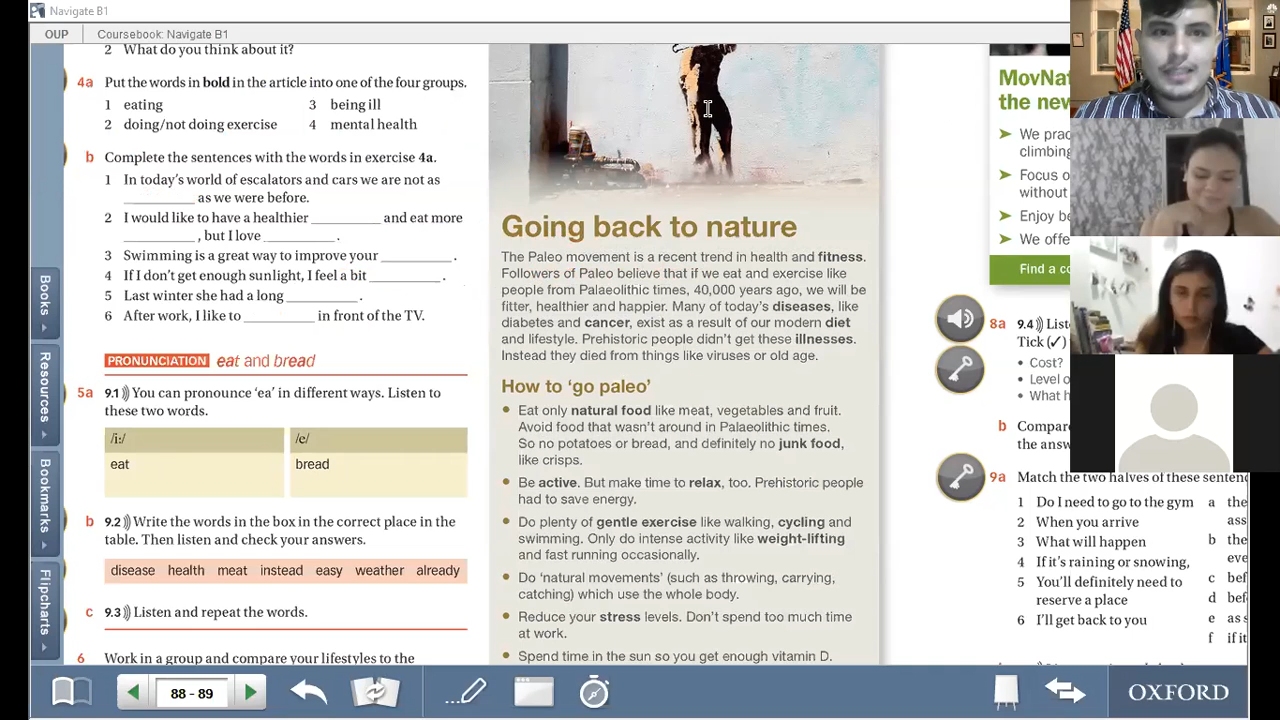 Navigate B1
OUP
Coursebook: Navigate B1
2 What do you think about it?
4a Put the words in bold in the article into one of the four groups.
1 eating
3 being ill
2 doing/not doing exercise
4 mental health
b Complete the sentences with the words in exercise 4a.
1 In today's world of escalators and cars we are not as
________ as we were before.
2 I would like to have a healthier ________ and eat more
________, but I love ________.
3 Swimming is a great way to improve your ________.
4 If I don't get enough sunlight, I feel a bit ________.
5 Last winter she had a long ________.
6 After work, I like to ________ in front of the TV.
PRONUNCIATION eat and bread
5a 9.1 You can pronounce 'ea' in different ways. Listen to
these two words.
/iː/
/e/
eat
bread
b 9.2 Write the words in the box in the correct place in the
table. Then listen and check your answers.
disease health meat instead easy weather already
c 9.3 Listen and repeat the words.
6 Work in a group and compare your lifestyles to the
Going back to nature
The Paleo movement is a recent trend in health and fitness.
Followers of Paleo believe that if we eat and exercise like
people from Palaeolithic times, 40,000 years ago, we will be
fitter, healthier and happier. Many of today's diseases, like
diabetes and cancer, exist as a result of our modern diet
and lifestyle. Prehistoric people didn't get these illnesses.
Instead they died from things like viruses or old age.
How to 'go paleo'
• Eat only natural food like meat, vegetables and fruit.
Avoid food that wasn't around in Palaeolithic times.
So no potatoes or bread, and definitely no junk food,
like crisps.
• Be active. But make time to relax, too. Prehistoric people
had to save energy.
• Do plenty of gentle exercise like walking, cycling and
swimming. Only do intense activity like weight-lifting
and fast running occasionally.
• Do 'natural movements' (such as throwing, carrying,
catching) which use the whole body.
• Reduce your stress levels. Don't spend too much time
at work.
• Spend time in the sun so you get enough vitamin D.
MovNat
the new
We prac
climbing
Focus o
without
Enjoy be
We offe
Find a co
8a 9.4 List
Tick (✓)
• Cost?
• Level o
• What h
b Compar
the answ
9a Match the two halves of these sentenc
1 Do I need to go to the gym
2 When you arrive
3 What will happen
4 If it's raining or snowing,
5 You'll definitely need to
reserve a place
6 I'll get back to you
a the
ass
b the
eve
c bef
d bef
e as s
f if it
Books
Resources
Bookmarks
Flipcharts
88 - 89
OXFORD